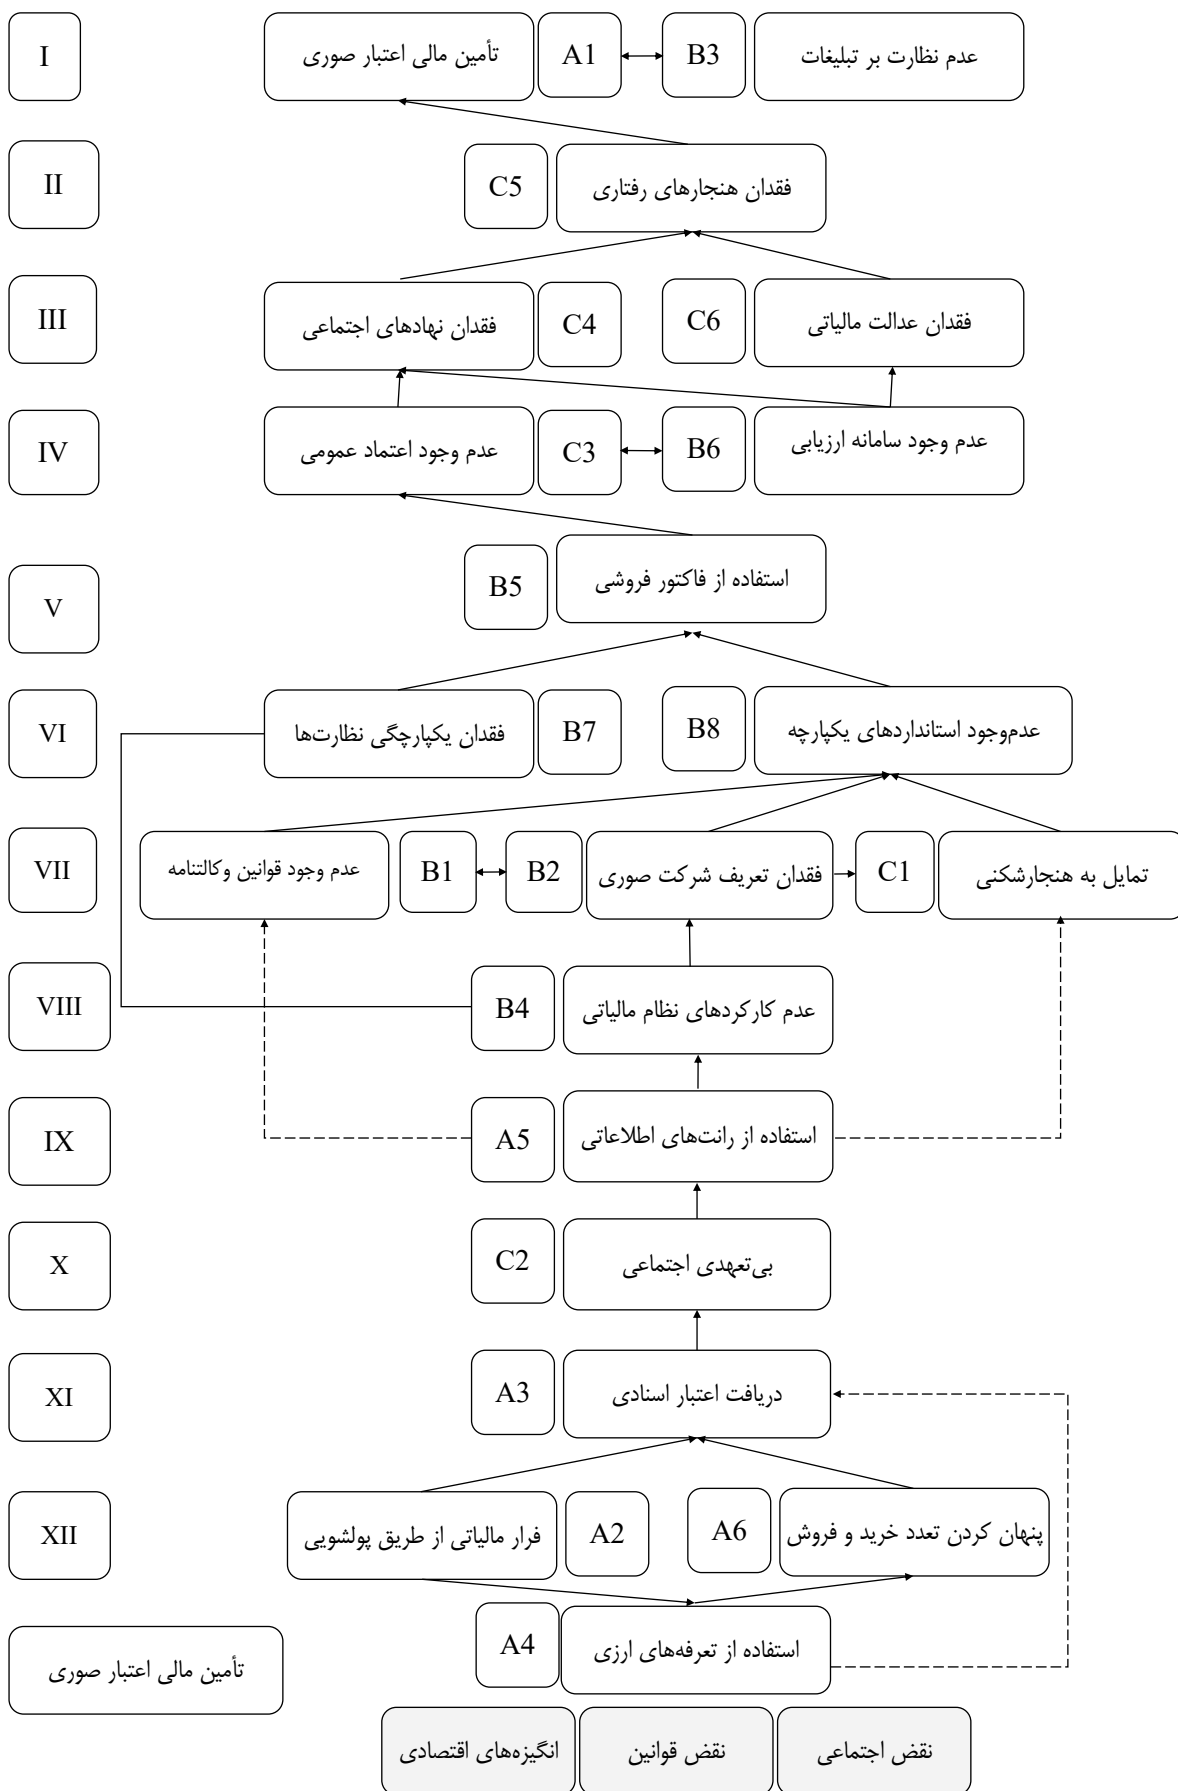 I
تأمین مالی اعتبار صوری
A1
B3
عدم نظارت بر تبلیغات
II
C5
فقدان هنجارهای رفتاری
III
فقدان نهادهای اجتماعی
C4
C6
فقدان عدالت مالیاتی
IV
عدم وجود اعتماد عمومی
C3
B6
عدم وجود سامانه ارزیابی
V
B5
استفاده از فاکتور فروشی
VI
فقدان یکپارچگی نظارت‌ها
B7
B8
عدم‌وجود استانداردهای یکپارچه
VII
عدم وجود قوانین وکالتنامه
B1
B2
فقدان تعریف شرکت صوری
C1
تمایل به هنجارشکنی
VIII
B4
عدم کارکردهای نظام مالیاتی
IX
A5
استفاده از رانت‌های اطلاعاتی
X
C2
بی‌تعهدی اجتماعی
XI
A3
دریافت اعتبار اسنادی
XII
فرار مالیاتی از طریق پولشویی
A2
A6
پنهان کردن تعدد خرید و فروش
تأمین مالی اعتبار صوری
A4
استفاده از تعرفه‌های ارزی
انگیزه‌های اقتصادی
نقض قوانین
نقض اجتماعی